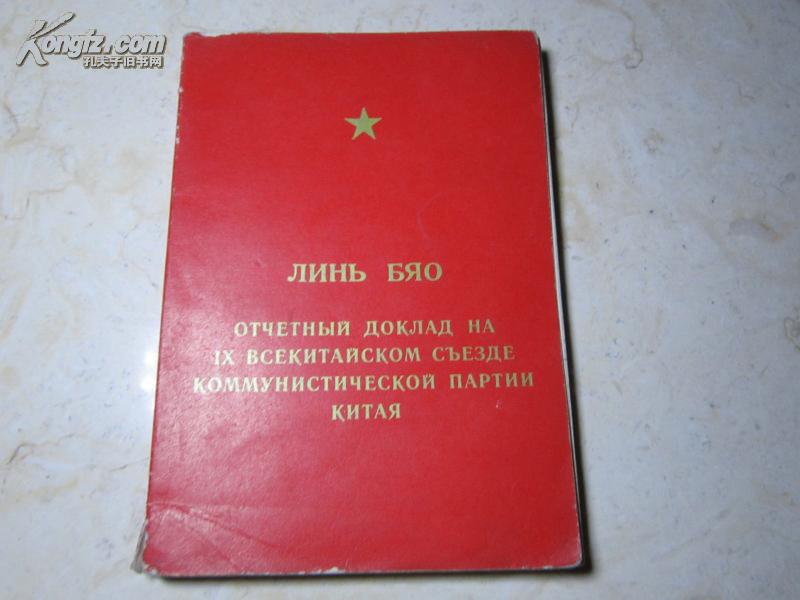 Kongfz.com
孔夫子旧书网
ЛИНЬ БЯО
ОТЧЕТНЫЙ ДОКЛАД НА
IX ВСЕКИТАЙСКОМ СЪЕЗДЕ
КОММУНИСТИЧЕСКОЙ ПАРТИИ
КИТАЯ